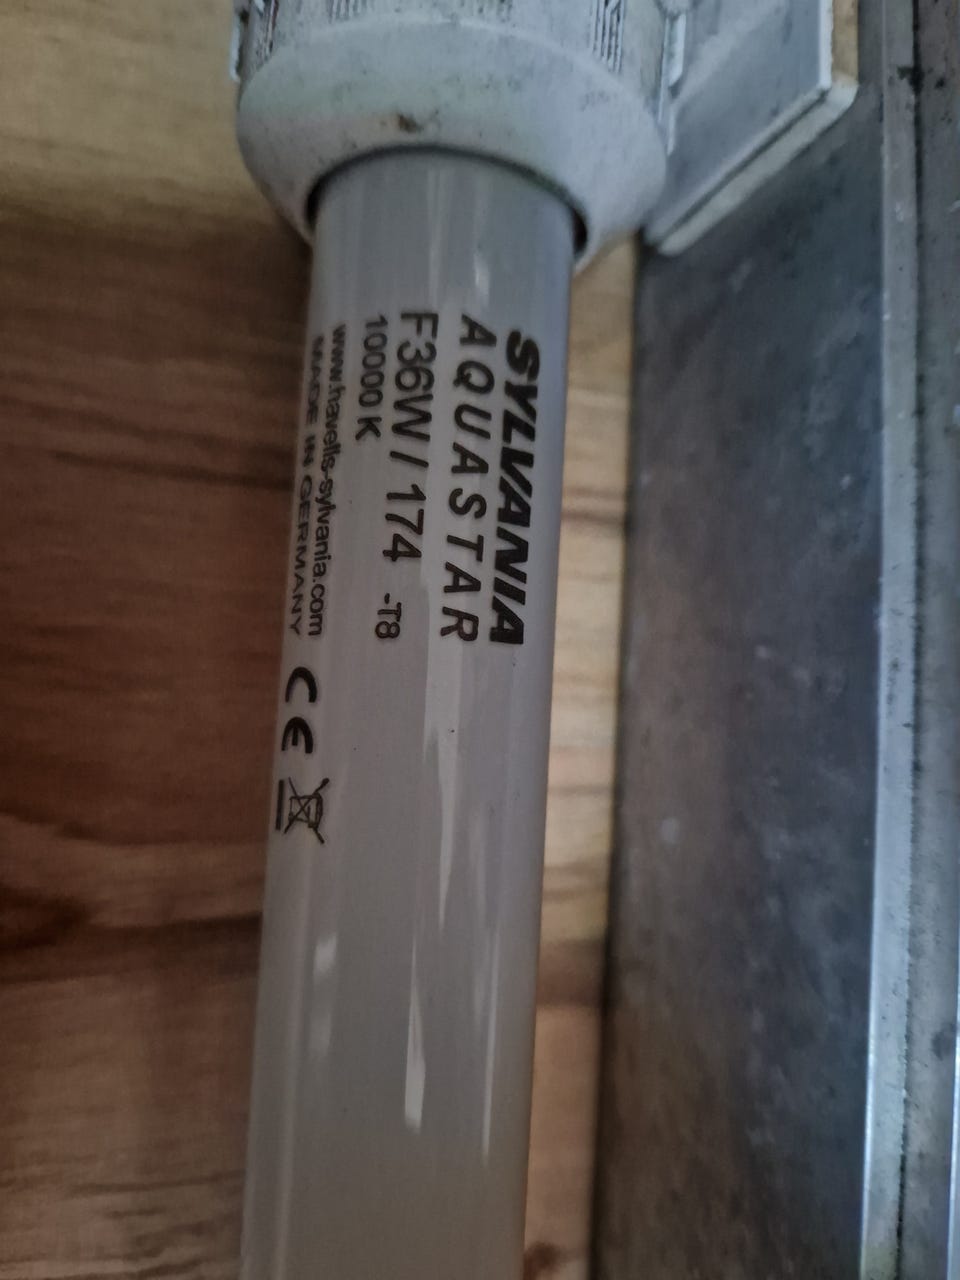 SYLVANIA
AQUASTAR
F36W/174 -T8
10000 K
www.havells-sylvania.com
MADE IN GERMANY CE